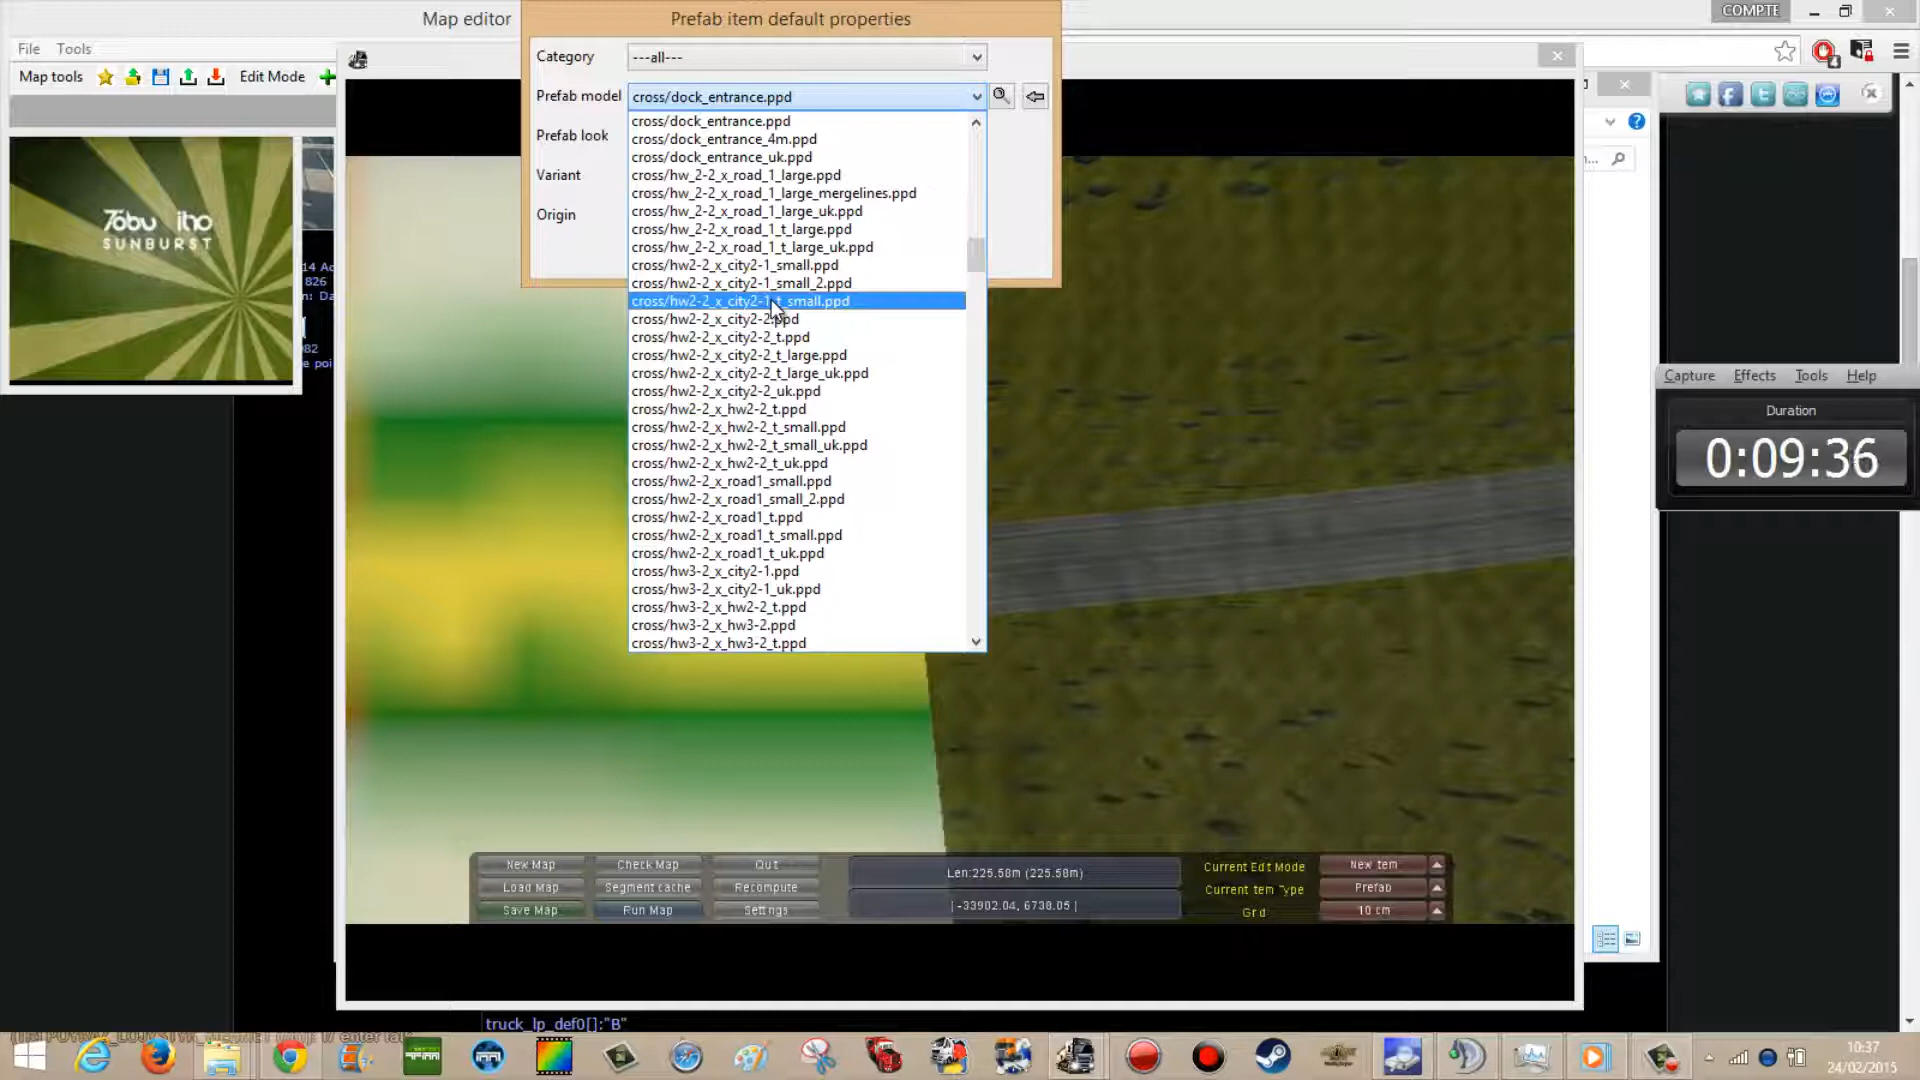 Map editor
Prefab item default properties
COMPTE
File Tools
Map tools
Edit Mode
Category
---all---
Prefab model
cross/dock_entrance.ppd
Prefab look
Variant
Origin
cross/dock_entrance.ppd
cross/dock_entrance_4m.ppd
cross/dock_entrance_uk.ppd
cross/hw_2-2_x_road_1_large.ppd
cross/hw_2-2_x_road_1_large_mergelines.ppd
cross/hw_2-2_x_road_1_large_uk.ppd
cross/hw_2-2_x_road_1_t_large.ppd
cross/hw_2-2_x_road_1_t_large_uk.ppd
cross/hw2-2_x_city2-1_small.ppd
cross/hw2-2_x_city2-1_small_2.ppd
cross/hw2-2_x_city2-1_t_small.ppd
cross/hw2-2_x_city2-2.ppd
cross/hw2-2_x_city2-2_t.ppd
cross/hw2-2_x_city2-2_t_large.ppd
cross/hw2-2_x_city2-2_t_large_uk.ppd
cross/hw2-2_x_city2-2_uk.ppd
cross/hw2-2_x_hw2-2_t.ppd
cross/hw2-2_x_hw2-2_t_small.ppd
cross/hw2-2_x_hw2-2_t_small_uk.ppd
cross/hw2-2_x_hw2-2_t_uk.ppd
cross/hw2-2_x_road1_small.ppd
cross/hw2-2_x_road1_small_2.ppd
cross/hw2-2_x_road1_t.ppd
cross/hw2-2_x_road1_t_small.ppd
cross/hw2-2_x_road1_t_uk.ppd
cross/hw3-2_x_city2-1.ppd
cross/hw3-2_x_city2-1_uk.ppd
cross/hw3-2_x_hw2-2_t.ppd
cross/hw3-2_x_hw3-2.ppd
cross/hw3-2_x_hw3-2_t.ppd
SUNBURST
14 Ac
826
n: Da
082
e poi
Capture Effects Tools Help
Duration
0:09:36
New Map
Check Map
Load Map
Segment cache
Recompute
Save Map
Run Map
Len:225.58m (225.58m)
| -33902.04, 6738.05 |
Current Edit Mode
Prefab
10 cm
truck_lp_def0[]:"B"
10:37
24/02/2015